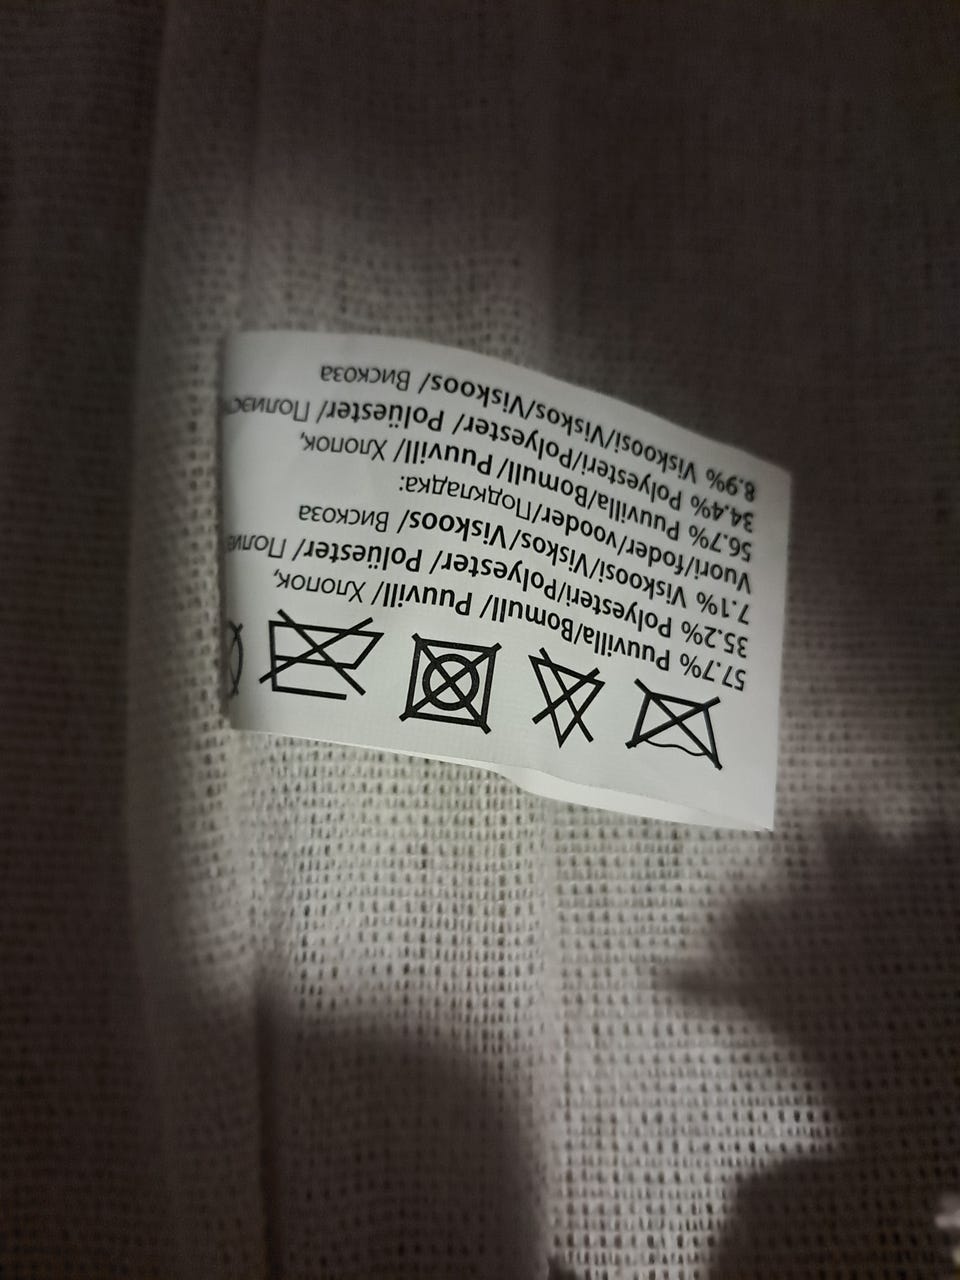 57.7% Puuvilla/Bomull/ Puuvill/ Хлопок,
35.2% Polyesteri/Polyester/ Polüester/
7.1% Viskoosi/Viskos/Viskoos/ Вискоза
Vuori/foder/vooder/Подкладка:
56.7% Puuvilla/Bomull/ Puuvill/ Хлопок,
34.4% Polyesteri/Polyester/ Polüester/
8.9% Viskoosi/Viskos/Viskoos/ Вискоза